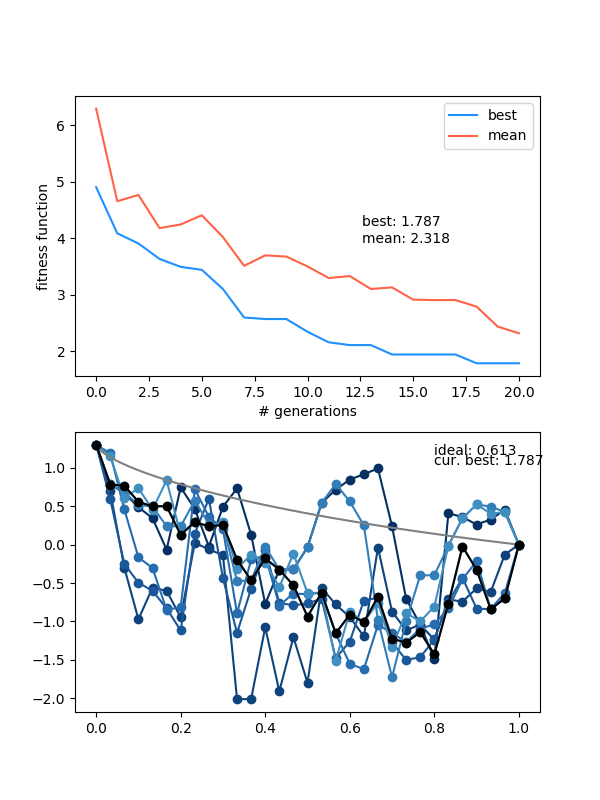 6
5
4
3
2
fitness function
best
mean
best: 1.787
mean: 2.318
0.0 2.5 5.0 7.5 10.0 12.5 15.0 17.5 20.0
# generations
ideal: 0.613
cur. best: 1.787
1.0
0.5
0.0
−0.5
−1.0
−1.5
−2.0
0.0 0.2 0.4 0.6 0.8 1.0